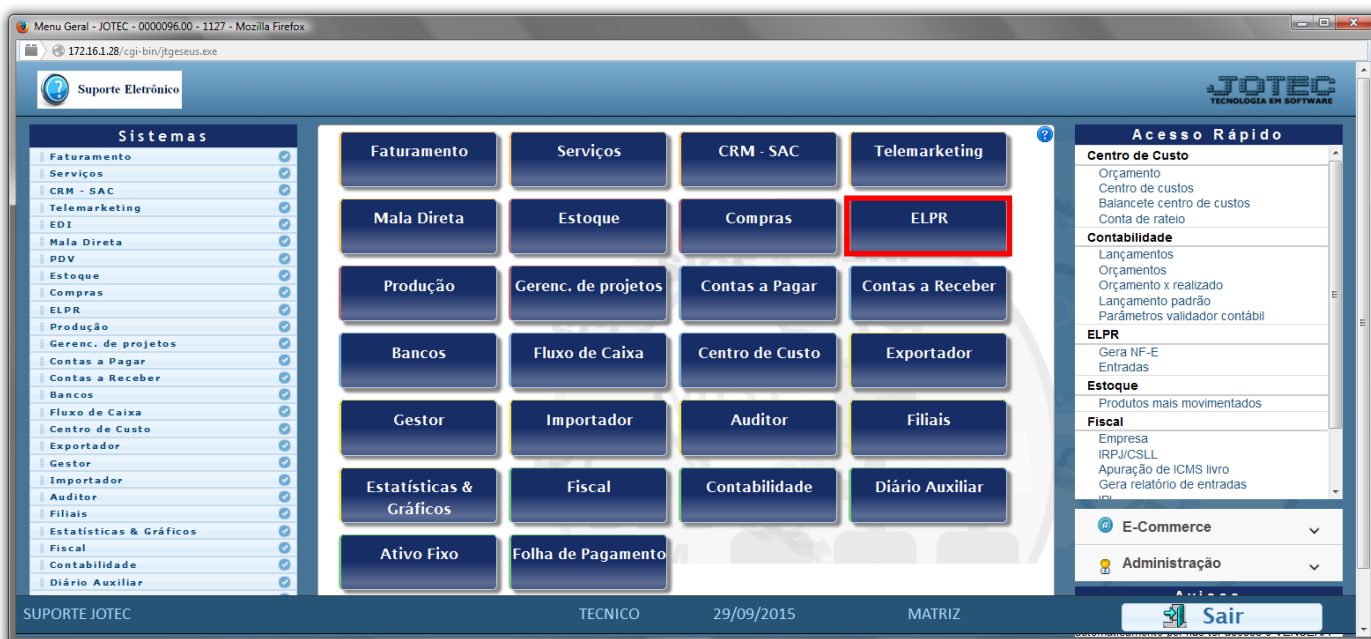 Menu Geral - JOTEC - 0000096.00 - 1127 - Mozilla Firefox
172.16.1.28/cgi-bin/jtgeseus.exe
Suporte Eletrônico
JOTEC
TECNOLOGIA EM SOFTWARE
Sistemas
Faturamento
Serviços
CRM - SAC
Telemarketing
EDI
Mala Direta
PDV
Estoque
Compras
ELPR
Produção
Gerenc. de projetos
Contas a Pagar
Contas a Receber
Bancos
Fluxo de Caixa
Centro de Custo
Exportador
Gestor
Importador
Auditor
Filiais
Estatísticas & Gráficos
Fiscal
Contabilidade
Diário Auxiliar
Faturamento
Serviços
CRM - SAC
Telemarketing
Mala Direta
Estoque
Compras
ELPR
Produção
Gerenc. de projetos
Contas a Pagar
Contas a Receber
Bancos
Fluxo de Caixa
Centro de Custo
Exportador
Gestor
Importador
Auditor
Filiais
Estatísticas &
Gráficos
Fiscal
Contabilidade
Diário Auxiliar
Ativo Fixo
Folha de Pagamento
Acesso Rápido
Centro de Custo
Orçamento
Centro de custos
Balancete centro de custos
Conta de rateio
Contabilidade
Lançamentos
Orçamentos
Orçamento x realizado
Lançamento padrão
Parâmetros validador contábil
ELPR
Gera NF-E
Entradas
Estoque
Produtos mais movimentados
Fiscal
Empresa
IRPJ/CSLL
Apuração de ICMS livro
Gera relatório de entradas
IPI
E-Commerce
Administração
Avisos
SUPORTE JOTEC
TECNICO
29/09/2015
MATRIZ
Sair